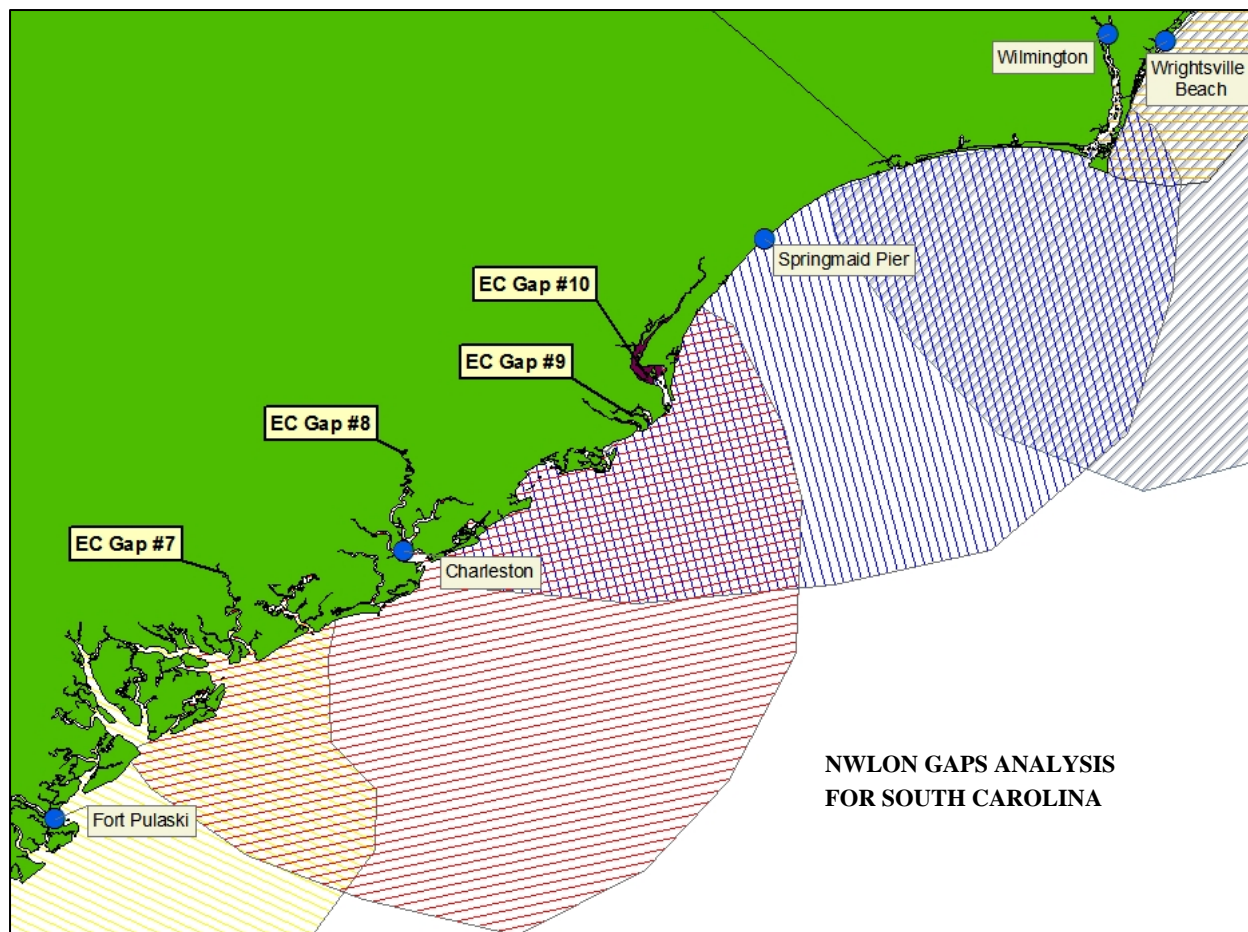 Wilmington
Wrightsville
Beach
Springmaid Pier
EC Gap #10
EC Gap #9
EC Gap #8
EC Gap #7
Charleston
Fort Pulaski
NWLON GAPS ANALYSIS
FOR SOUTH CAROLINA